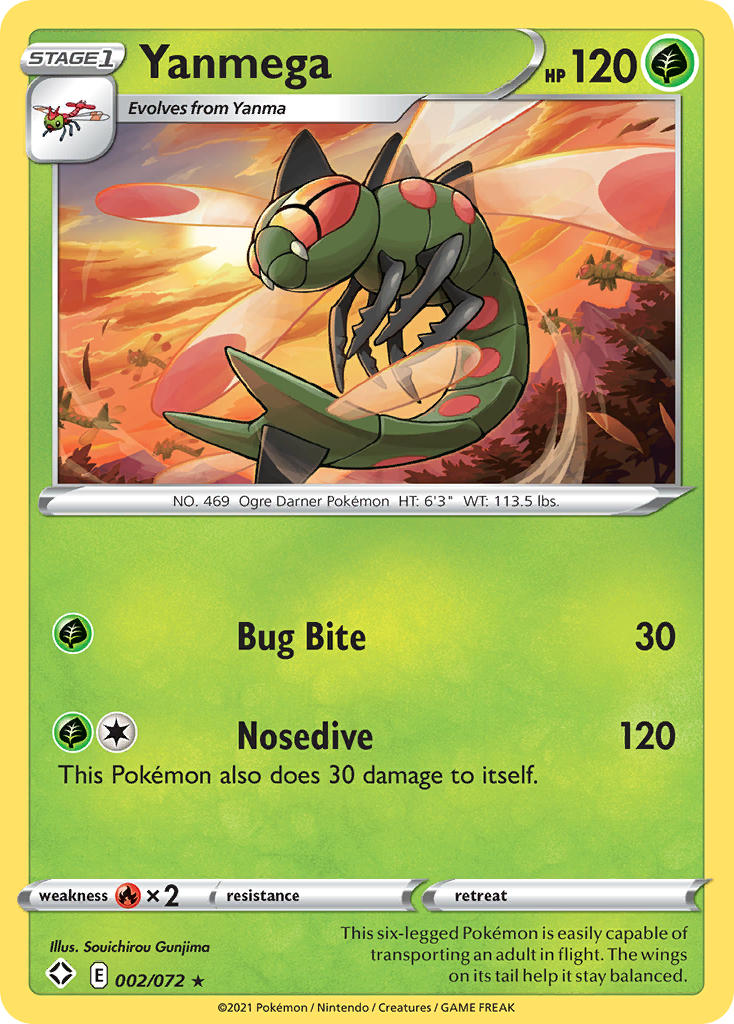 STAGE1
Yanmega
HP 120
Evolves from Yanma
NO. 469 Ogre Darner Pokémon HT: 6'3" WT: 113.5 lbs.
Bug Bite 30
Nosedive 120
This Pokémon also does 30 damage to itself.
weakness ×2 resistance retreat
This six-legged Pokémon is easily capable of
transporting an adult in flight. The wings
on its tail help it stay balanced.
Illus. Souichirou Gunjima
E 002/072 ★
©2021 Pokémon / Nintendo / Creatures / GAME FREAK